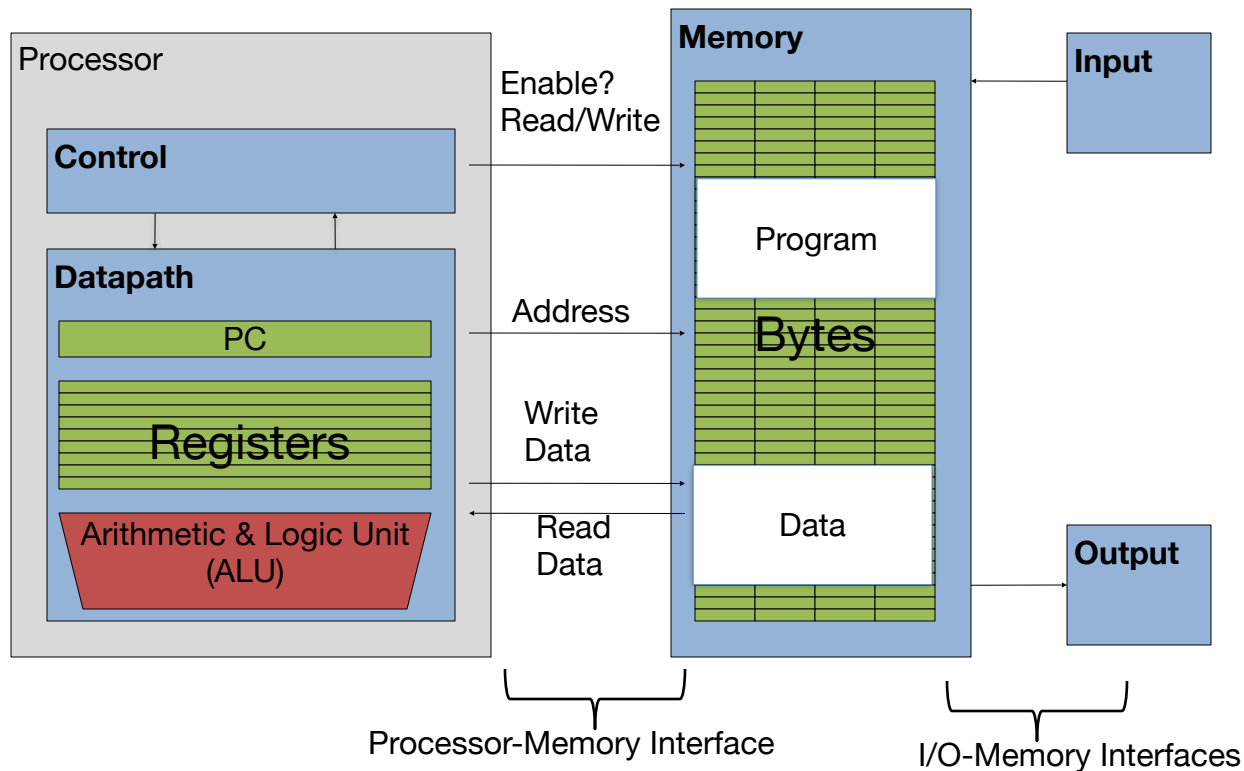 Processor
Control
Datapath
PC
Registers
Arithmetic & Logic Unit
(ALU)
Enable?
Read/Write
Address
Write
Data
Read
Data
Memory
Program
Bytes
Data
Input
Output
Processor-Memory Interface
I/O-Memory Interfaces